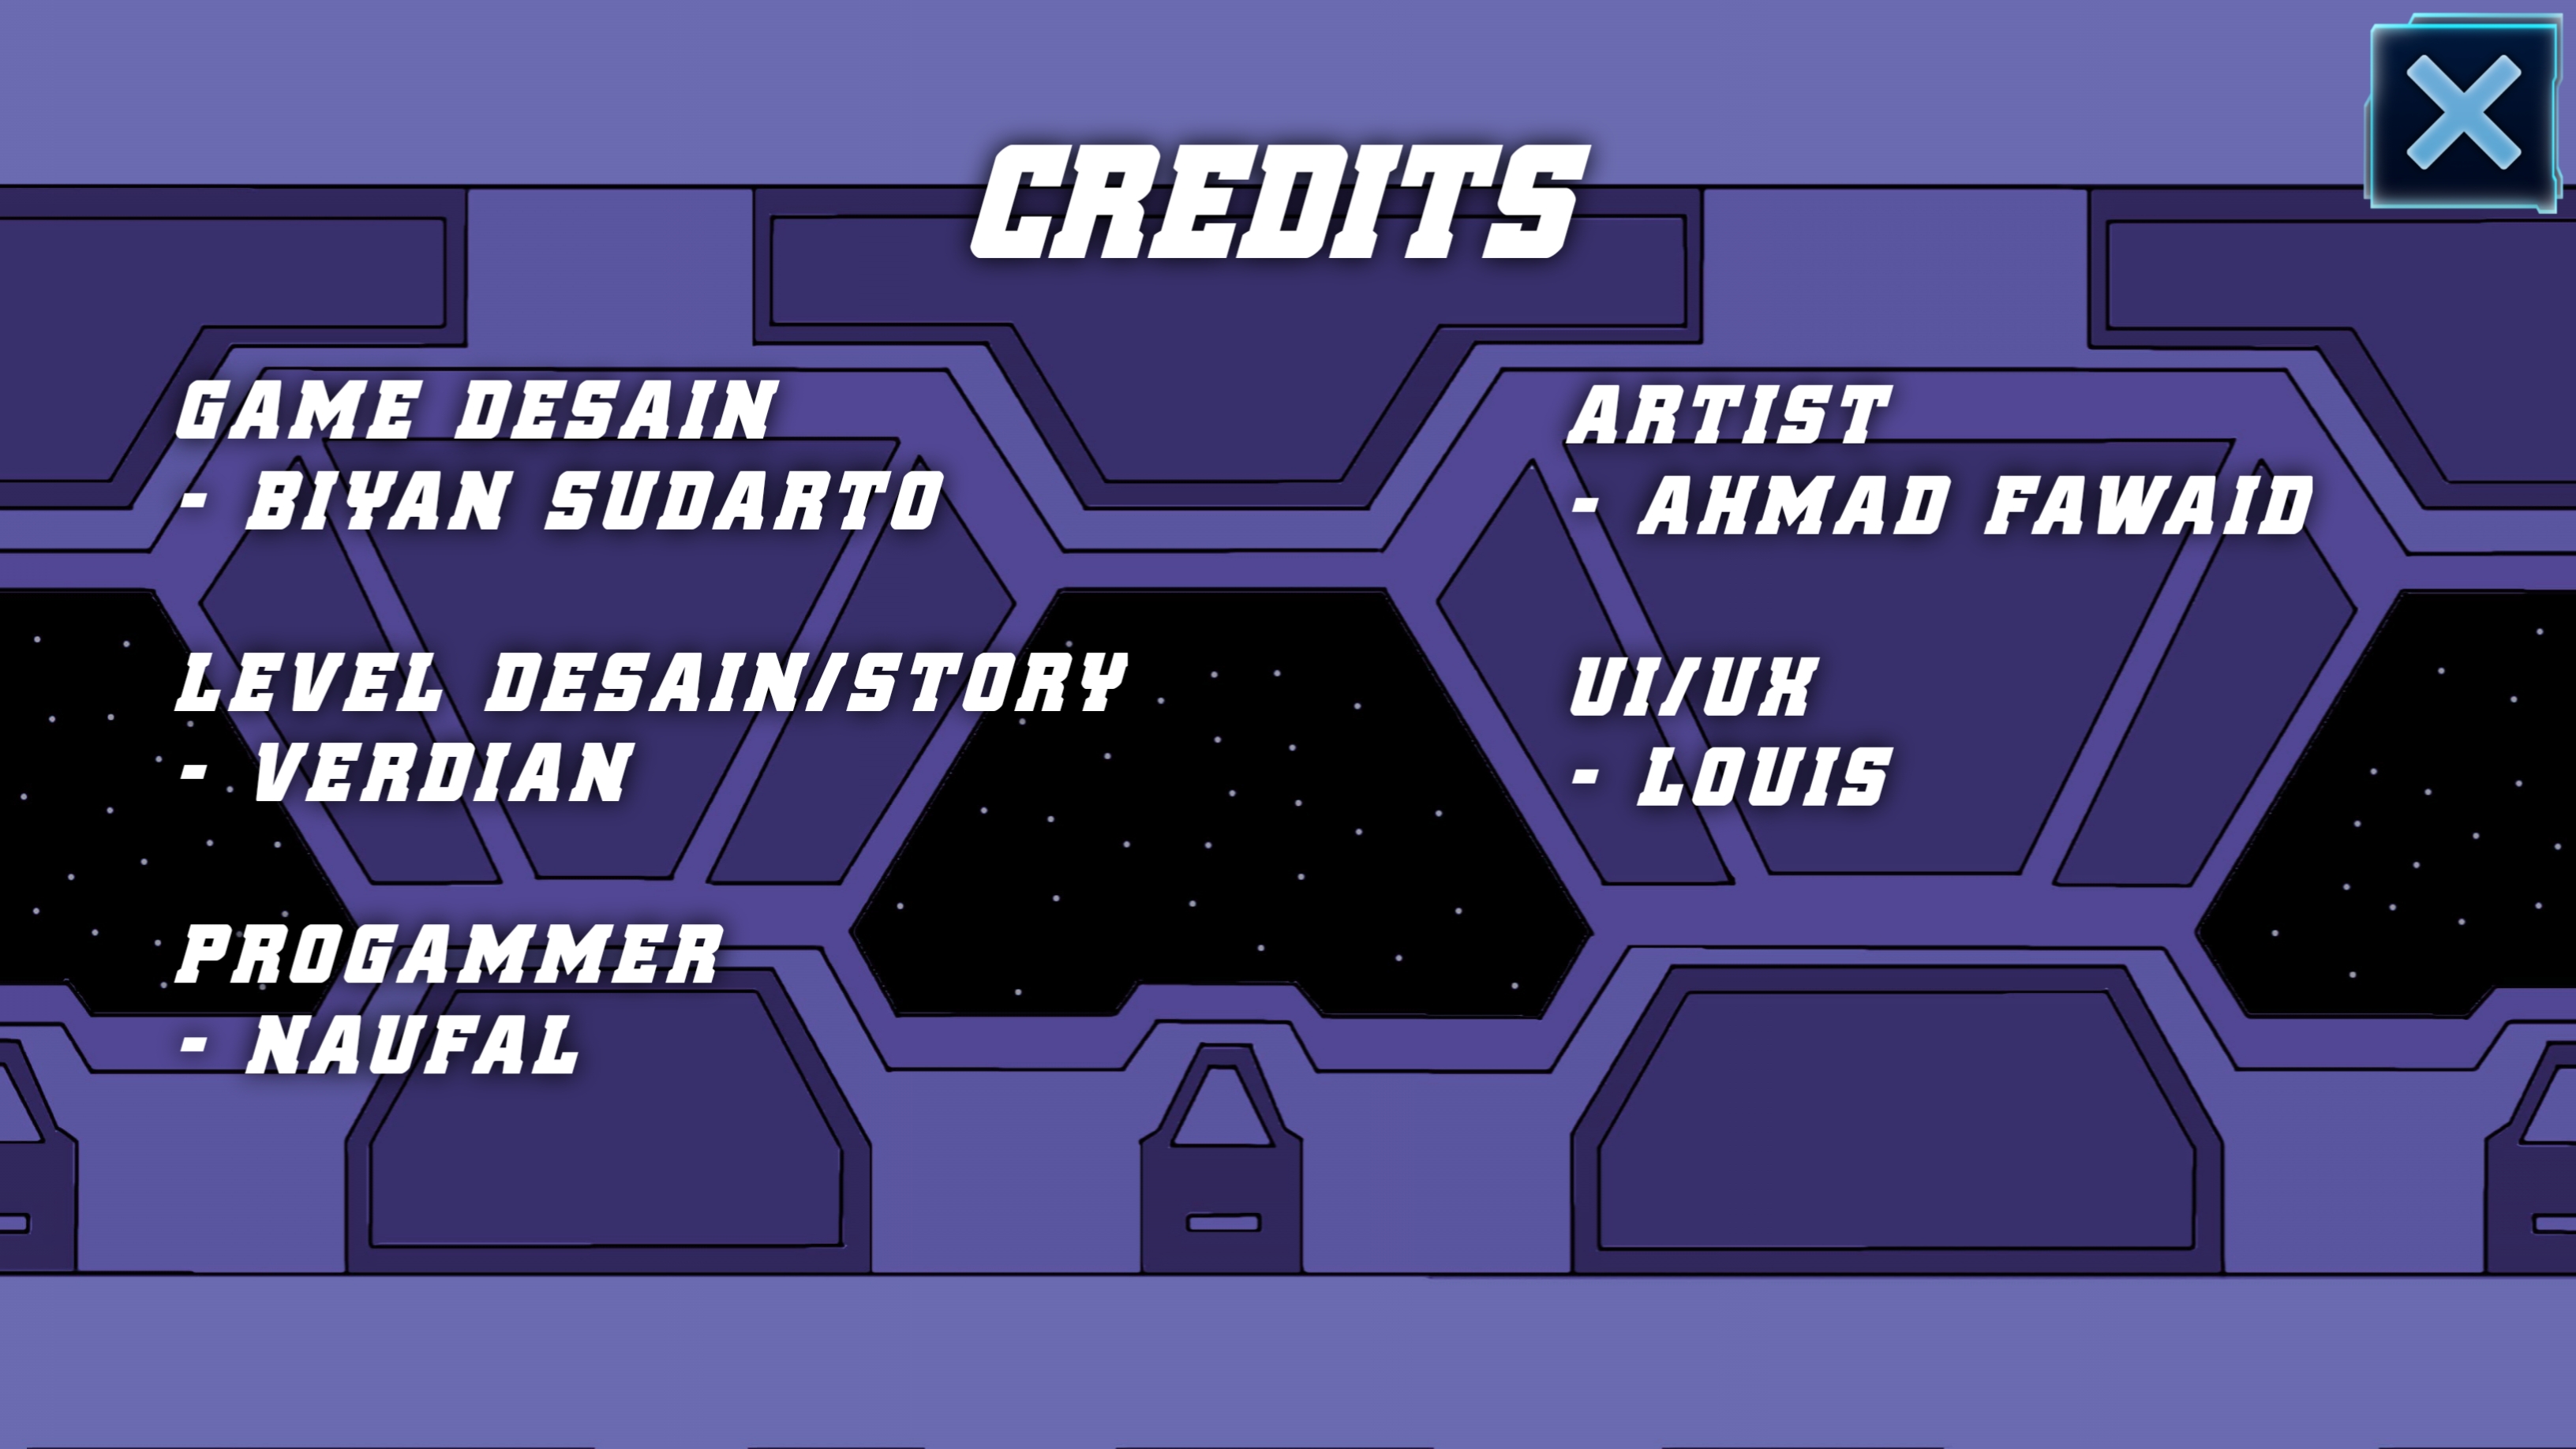 CREDITS
GAME DESAIN
- BIYAN SUDARTO
LEVEL DESAIN/STORY
- VERDIAN
PROGAMMER
- NAUFAL
ARTIST
- AHMAD FAWAID
UI/UX
- LOUIS